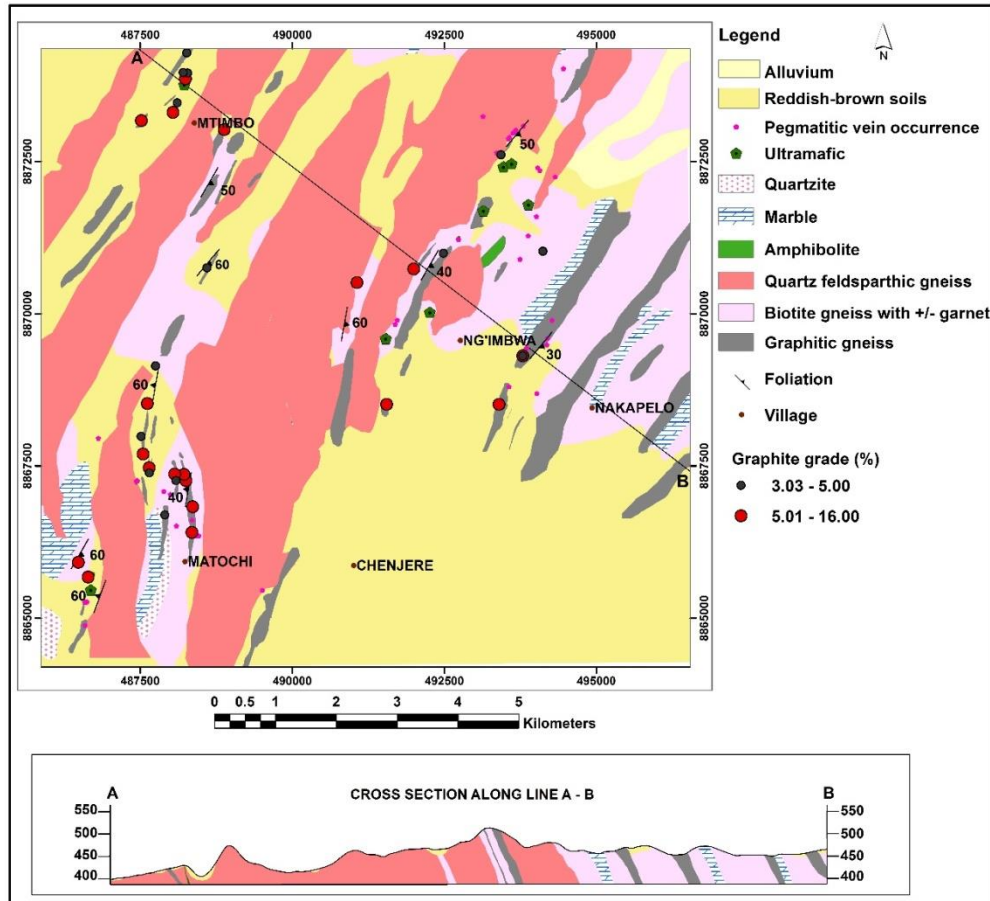 487500 490000 492500 495000
Legend
N
A
Alluvium
Reddish-brown soils
MTIMBO
Pegmatitic vein occurrence
50
8872500
8872500
Ultramafic
50
Quartzite
Marble
60
40
Amphibolite
Quartz feldsparthic gneiss
8870000
8870000
60
Biotite gneiss with +/- garnet
NG'IMBWA
30
Graphitic gneiss
60
Foliation
NAKAPELO
Village
8867500
8867500
B
Graphite grade (%)
40
3.03 - 5.00
5.01 - 16.00
60
MATOCHI
CHENJERE
60
8865000
8865000
487500 490000 492500 495000
0 0.5 1 2 3 4 5
Kilometers
A
CROSS SECTION ALONG LINE A - B
B
550 550
500 500
450 450
400 400